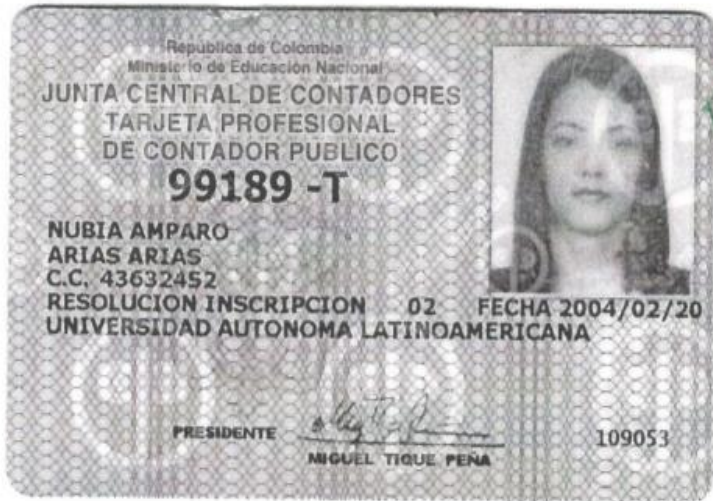 República de Colombia
Ministerio de Educación Nacional
JUNTA CENTRAL DE CONTADORES
TARJETA PROFESIONAL
DE CONTADOR PUBLICO
99189 -T
NUBIA AMPARO
ARIAS ARIAS
C.C. 43632452
RESOLUCION INSCRIPCION 02 FECHA 2004/02/20
UNIVERSIDAD AUTONOMA LATINOAMERICANA
PRESIDENTE
MIGUEL TIQUE PEÑA
109053